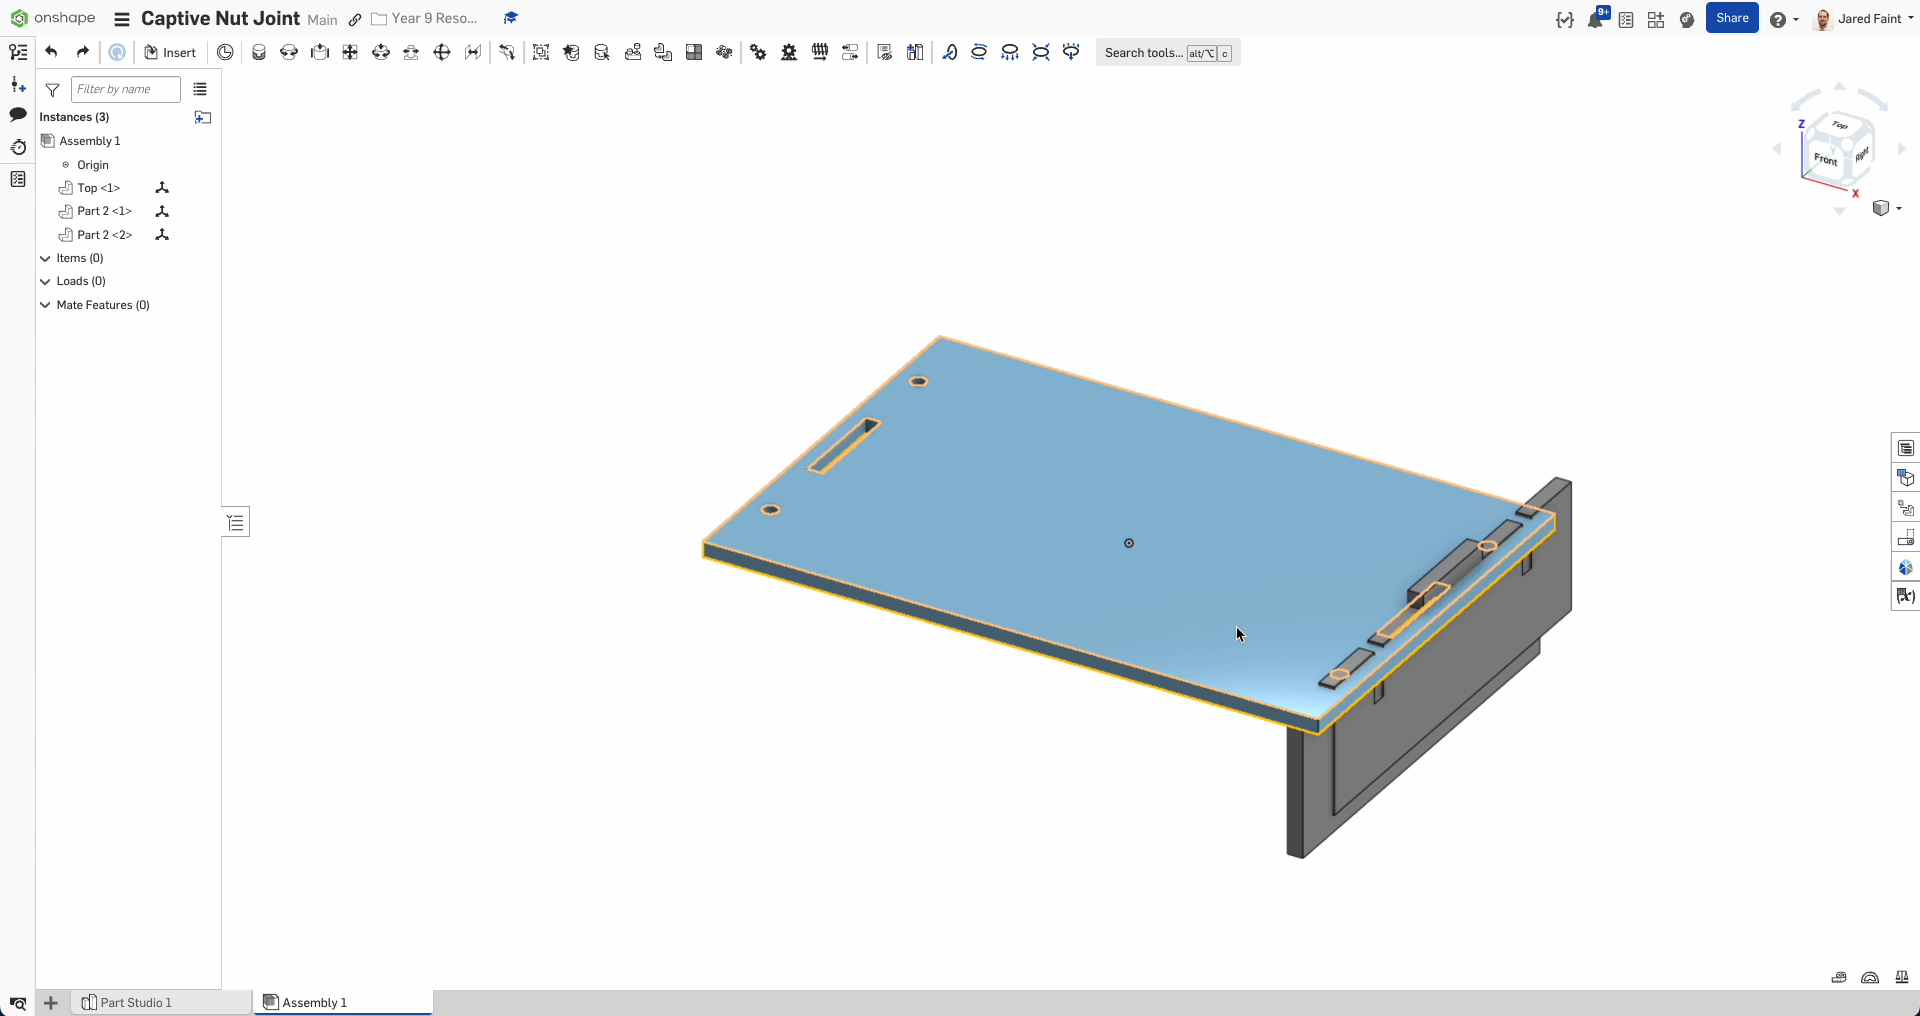 onshape
Captive Nut Joint Main Year 9 Reso...
9+
Share
Jared Faint
Insert
Search tools... alt/⌥ c
Filter by name
Instances (3)
Assembly 1
Origin
Top <1>
Part 2 <1>
Part 2 <2>
Items (0)
Loads (0)
Mate Features (0)
Z
Top
Y
Front
Right
X
(x)
Part Studio 1
Assembly 1